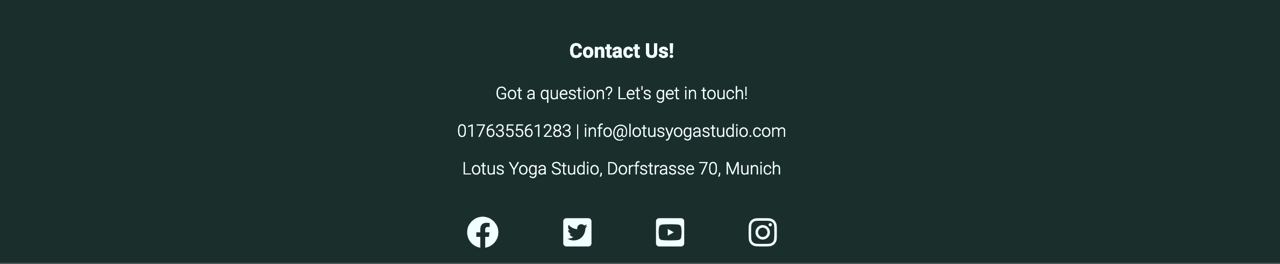 Contact Us!
Got a question? Let's get in touch!
017635561283 | info@lotusyogastudio.com
Lotus Yoga Studio, Dorfstrasse 70, Munich